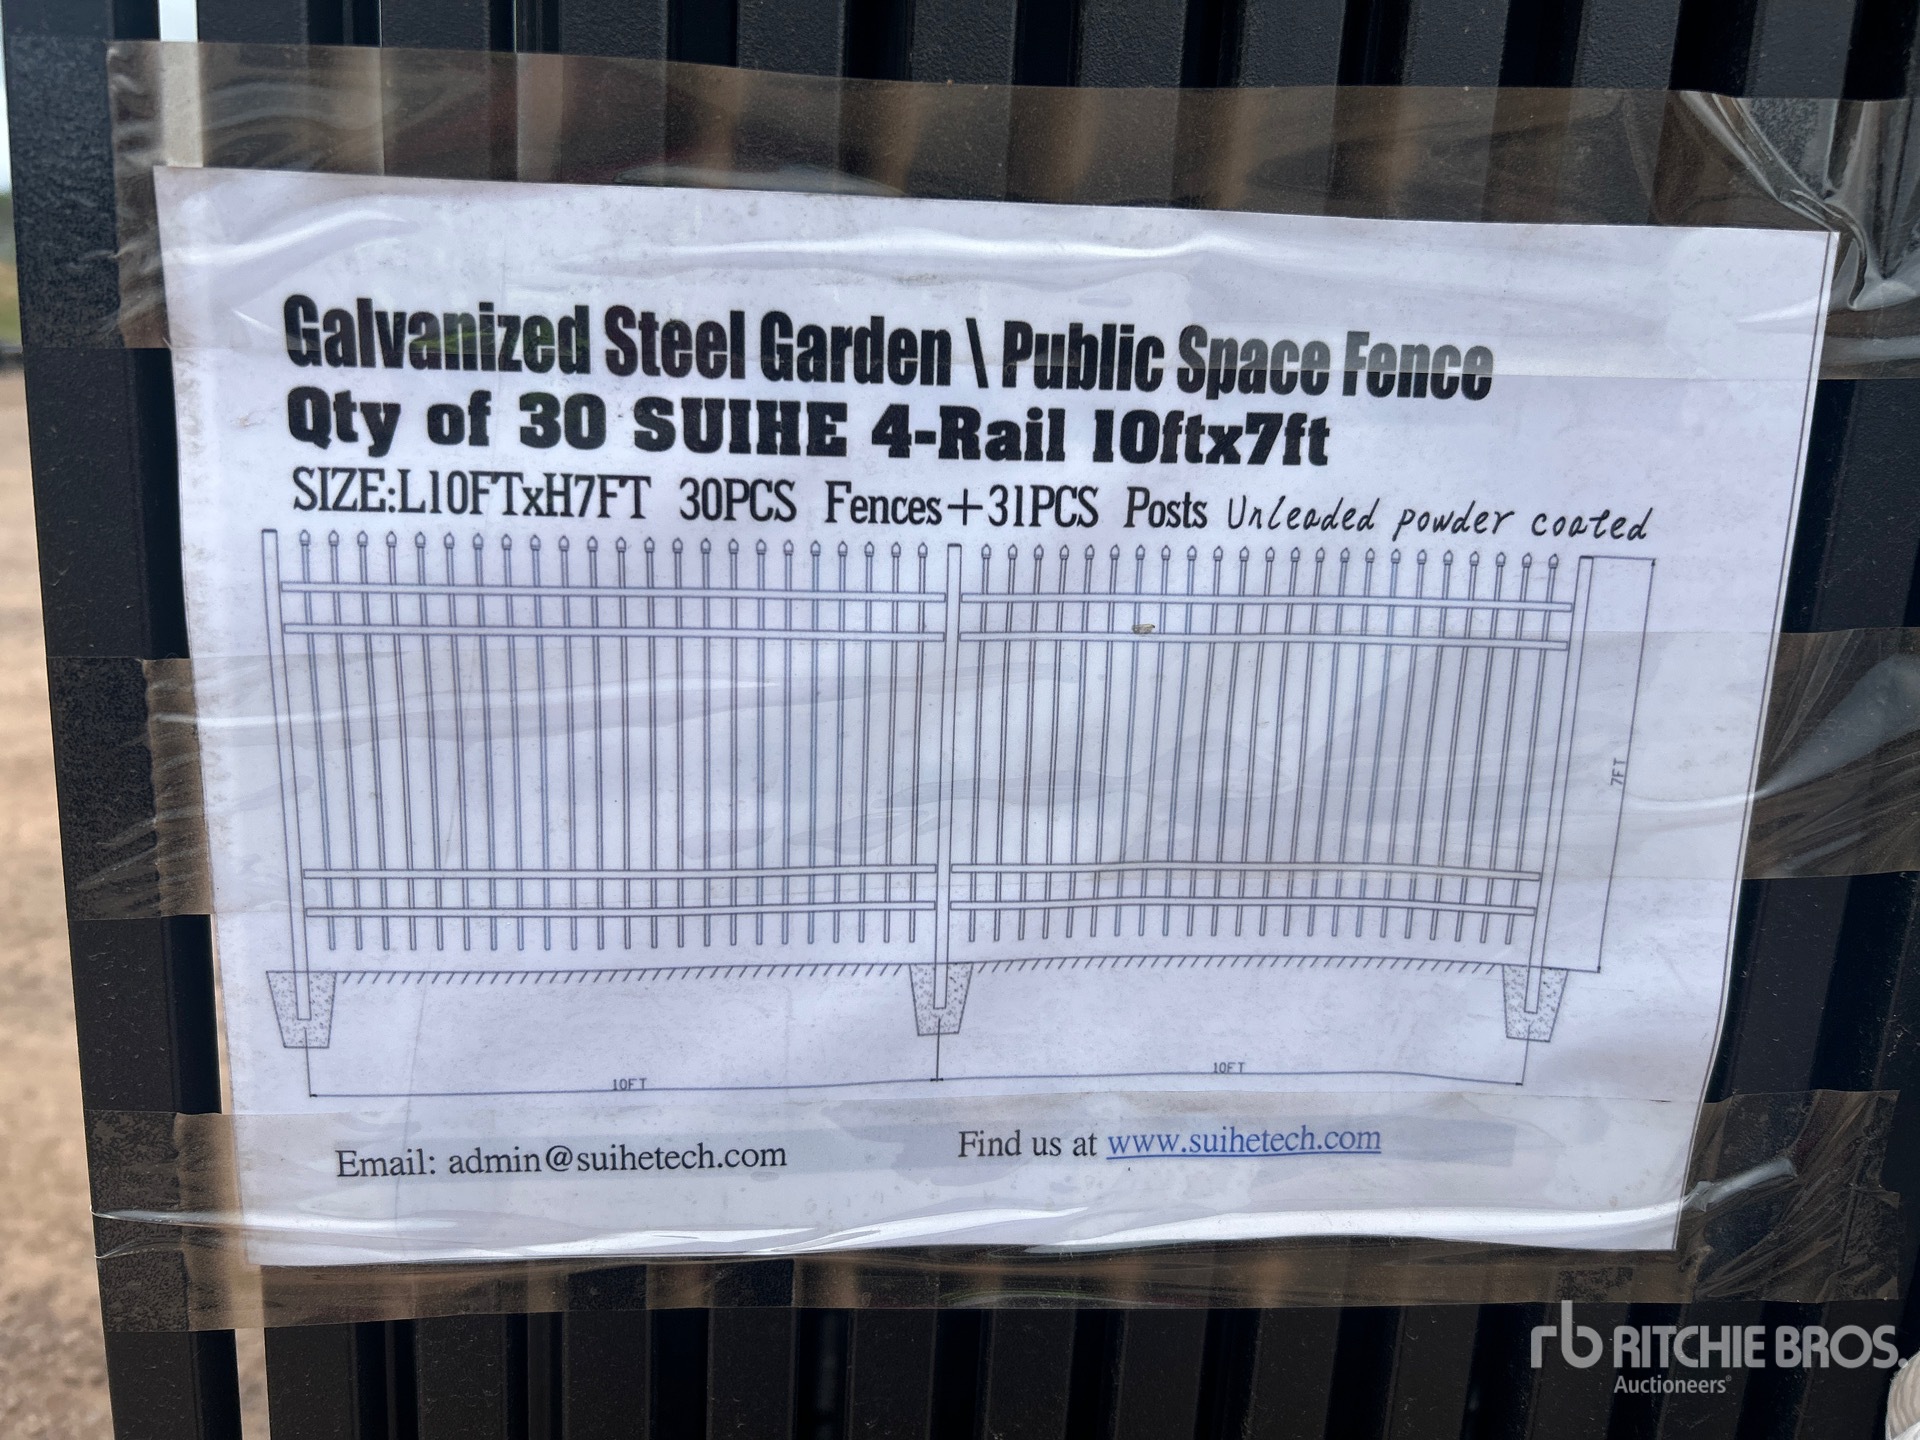 Galvanized Steel Garden \ Public Space Fence
Qty of 30 SUIHE 4-Rail 10ftx7ft
SIZE:L10FTxH7FT 30PCS Fences+31PCS Posts Unleaded powder coated
7FT
10FT
10FT
Email: admin@suihetech.com
Find us at www.suihetech.com
rb RITCHIE BROS.
Auctioneers®